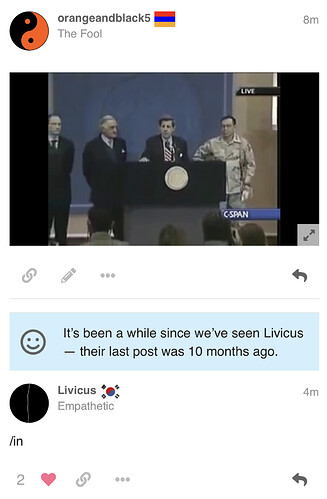 orangeandblack5
8m
The Fool
LIVE
C-SPAN
It's been a while since we've seen Livicus
— their last post was 10 months ago.
Livicus
4m
Empathetic
/in
2